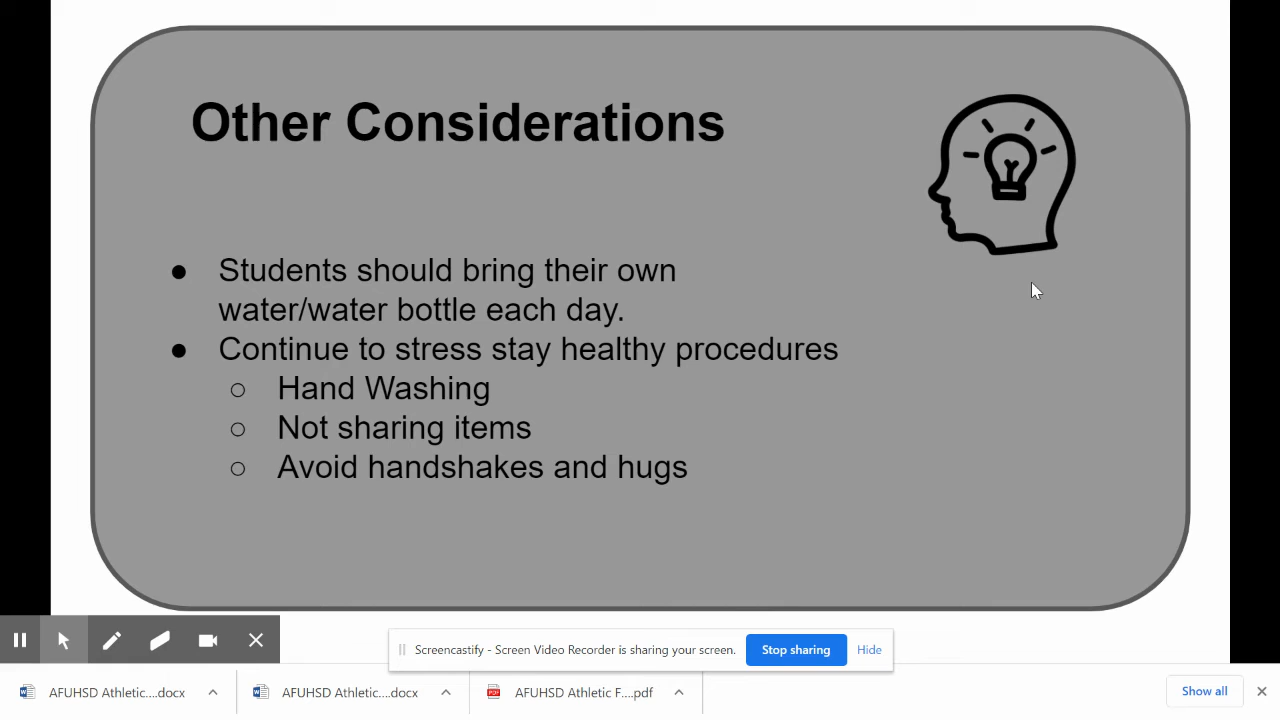 Other Considerations
● Students should bring their own
water/water bottle each day.
● Continue to stress stay healthy procedures
○ Hand Washing
○ Not sharing items
○ Avoid handshakes and hugs
Screencastify - Screen Video Recorder is sharing your screen. Stop sharing Hide
AFUHSD Athletic....docx AFUHSD Athletic....docx PDF AFUHSD Athletic F....pdf Show all